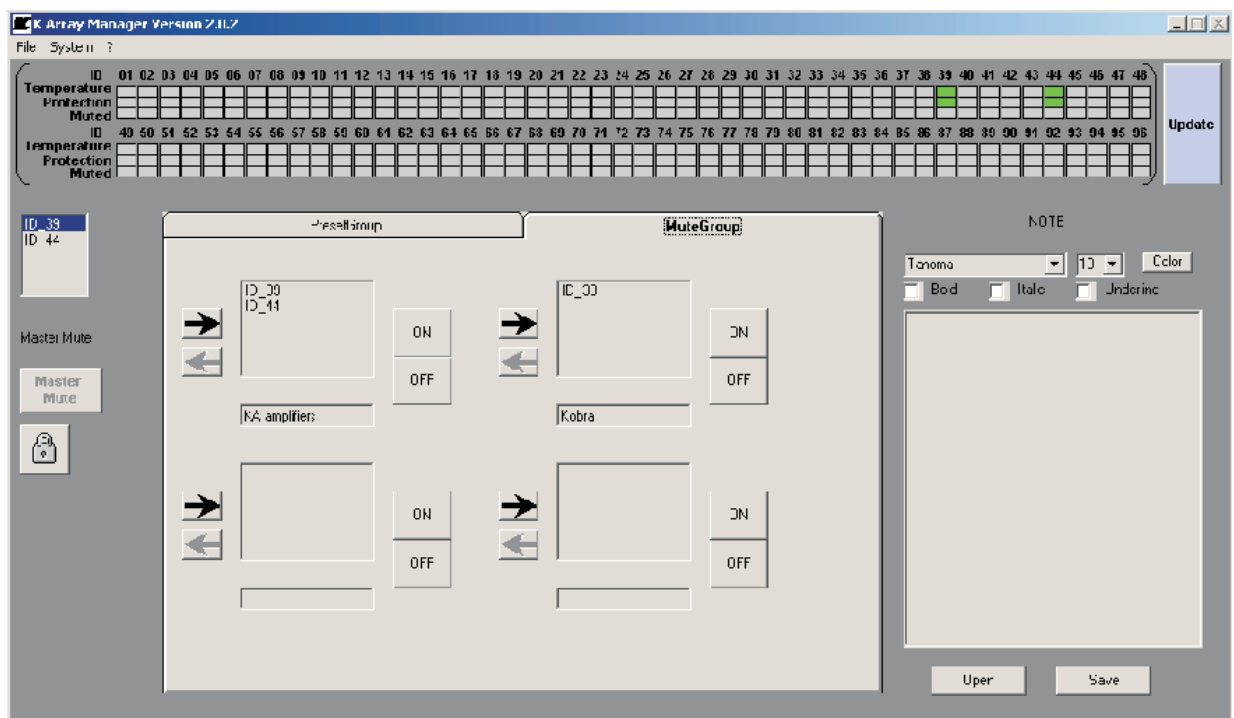 K Array Manager Version 2.0.2
File System ?
ID 01 02 03 04 05 06 07 08 09 10 11 12 13 14 15 16 17 18 19 20 21 22 23 24 25 26 27 28 29 30 31 32 33 34 35 36 37 38 39 40 41 42 43 44 45 46 47 48
Temperature
Protection
Muted
ID 49 50 51 52 53 54 55 56 57 58 59 60 61 62 63 64 65 66 67 68 69 70 71 72 73 74 75 76 77 78 79 80 81 82 83 84 85 86 87 88 89 90 91 92 93 94 95 96
Temperature
Protection
Muted
Update
ID_39
ID_44
Master Mute
Master
Mute
PresetGroup
MuteGroup
ID_39
ID_44
ON
OFF
KA amplifiers
ID_39
ON
OFF
Kobra
ON
OFF
ON
OFF
NOTE
Tahoma
10
Color
Bold
Italic
Underline
Open
Save